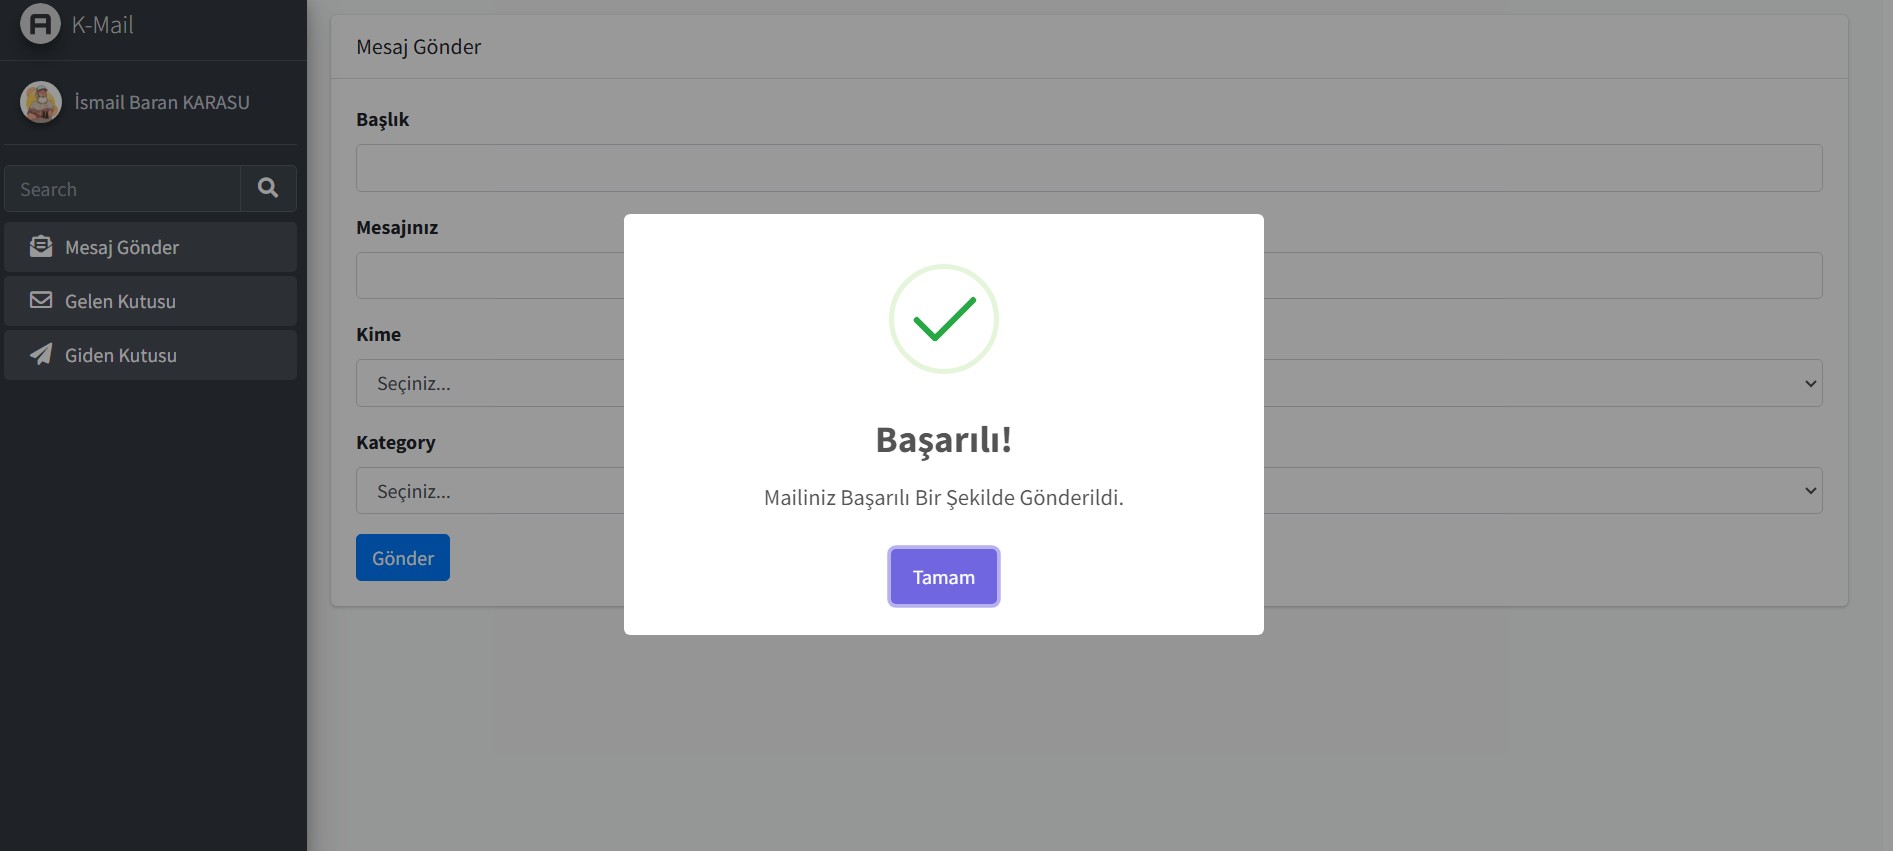 K-Mail
İsmail Baran KARASU
Search
Mesaj Gönder
Gelen Kutusu
Giden Kutusu
Mesaj Gönder
Başlık
Mesajınız
Kime
Seçiniz...
Kategory
Seçiniz...
Gönder
Başarılı!
Mailiniz Başarılı Bir Şekilde Gönderildi.
Tamam